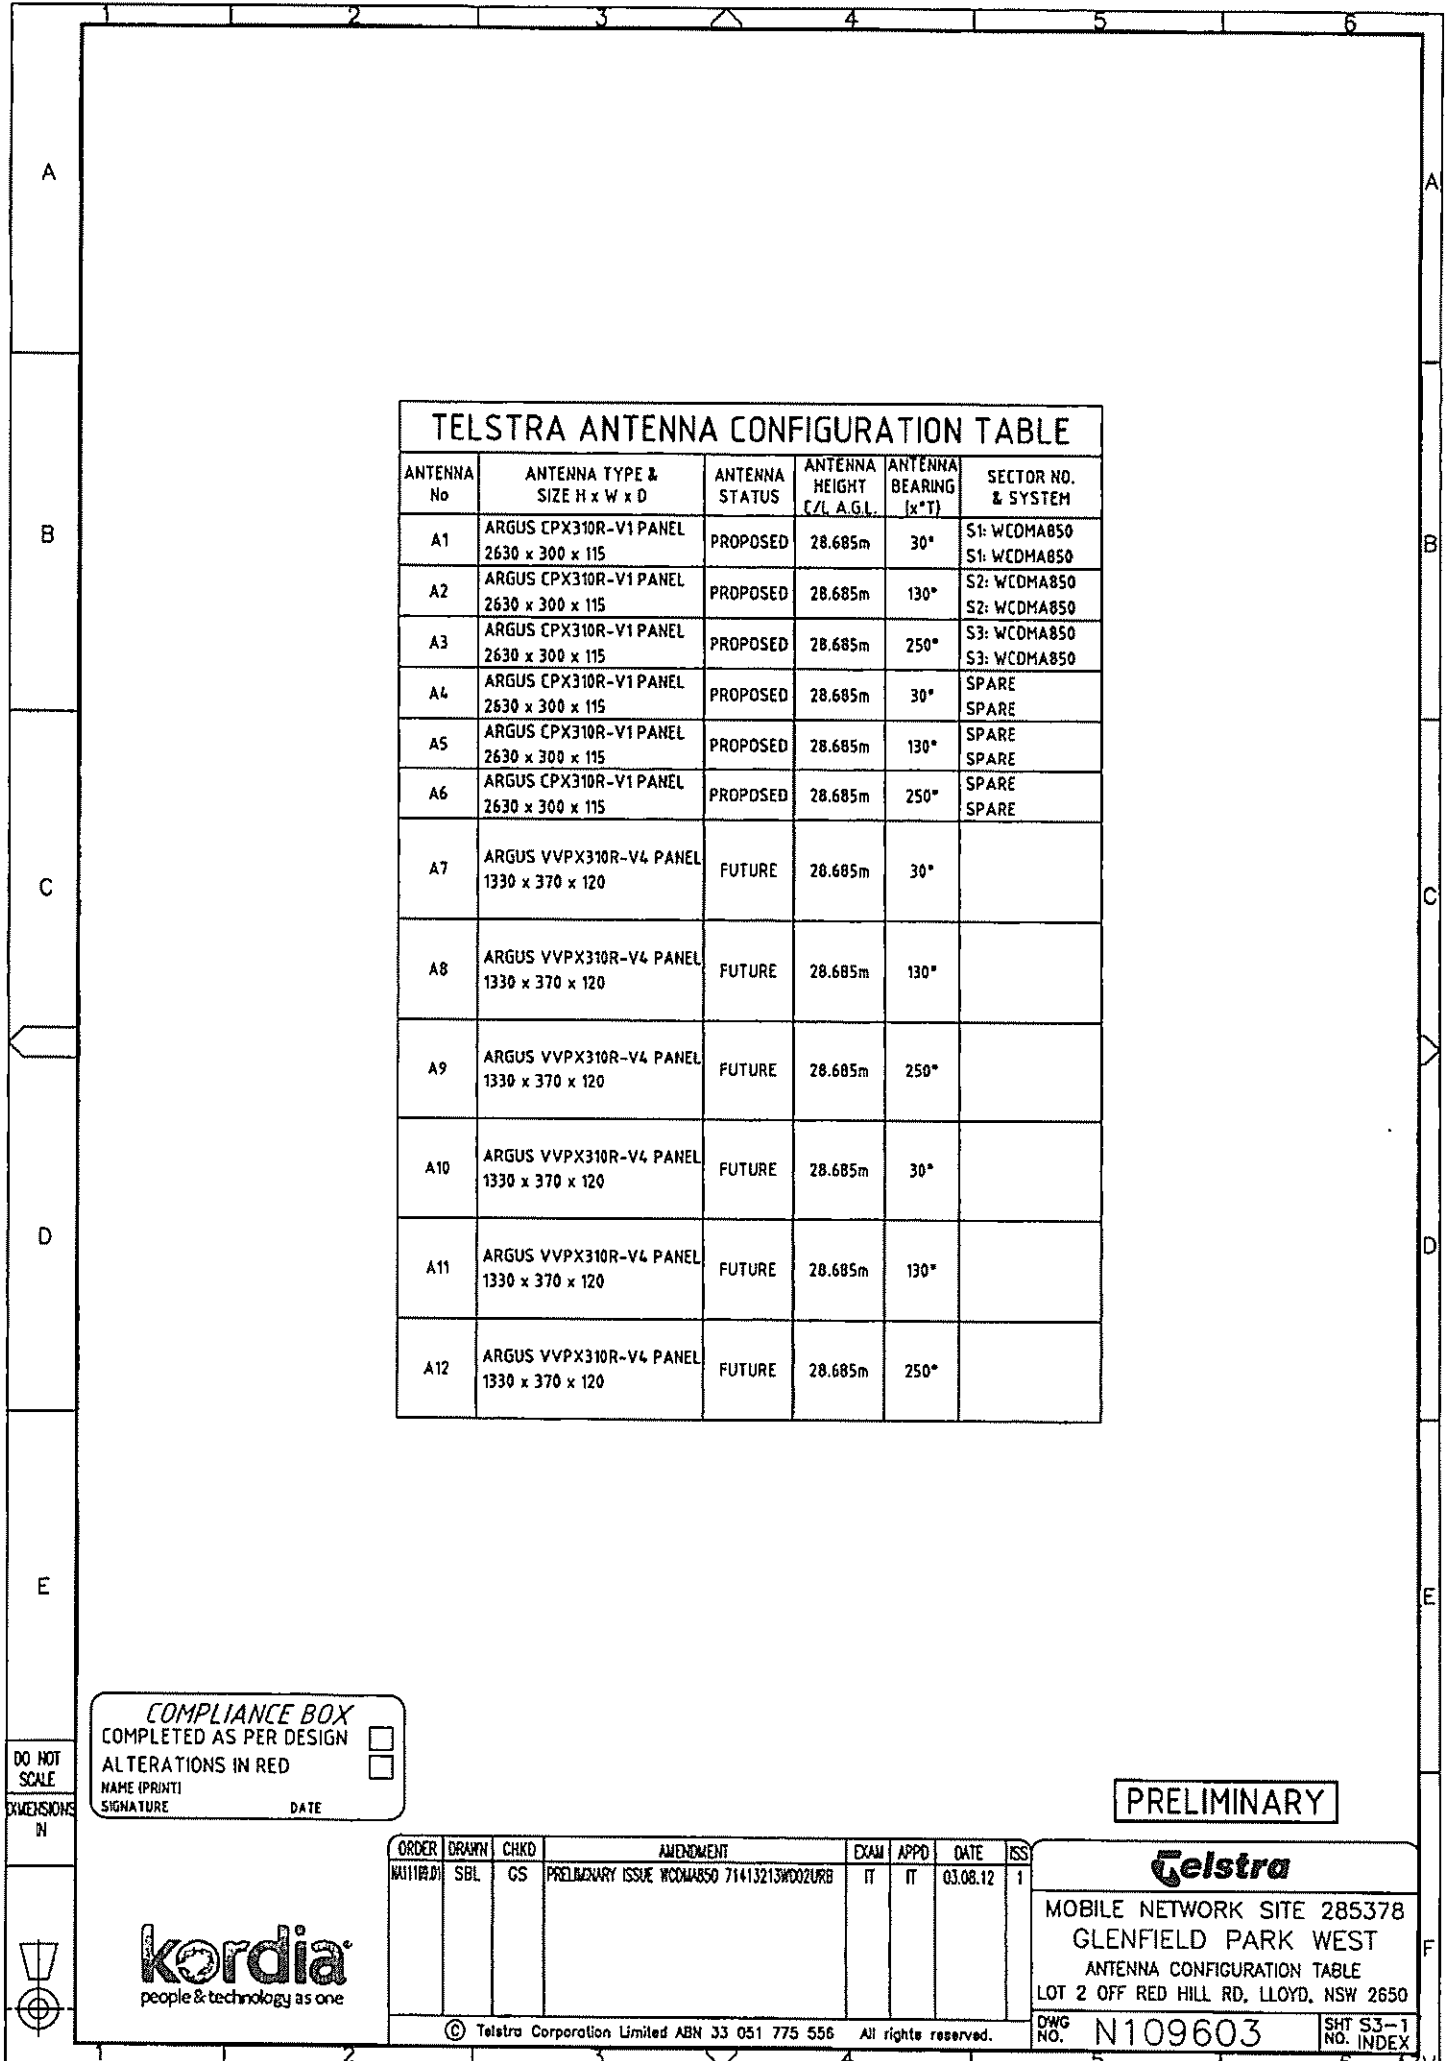 1 2 3 4 5 6
A A
B B
C C
D D
E E
F
TELSTRA ANTENNA CONFIGURATION TABLE
ANTENNA No ANTENNA TYPE & SIZE H x W x D ANTENNA STATUS ANTENNA HEIGHT C/L A.G.L. ANTENNA BEARING (x°T) SECTOR NO. & SYSTEM
A1 ARGUS CPX310R-V1 PANEL 2630 x 300 x 115 PROPOSED 28.685m 30° S1: WCDMA850 S1: WCDMA850
A2 ARGUS CPX310R-V1 PANEL 2630 x 300 x 115 PROPOSED 28.685m 130° S2: WCDMA850 S2: WCDMA850
A3 ARGUS CPX310R-V1 PANEL 2630 x 300 x 115 PROPOSED 28.685m 250° S3: WCDMA850 S3: WCDMA850
A4 ARGUS CPX310R-V1 PANEL 2630 x 300 x 115 PROPOSED 28.685m 30° SPARE SPARE
A5 ARGUS CPX310R-V1 PANEL 2630 x 300 x 115 PROPOSED 28.685m 130° SPARE SPARE
A6 ARGUS CPX310R-V1 PANEL 2630 x 300 x 115 PROPOSED 28.685m 250° SPARE SPARE
A7 ARGUS VVPX310R-V4 PANEL 1330 x 370 x 120 FUTURE 28.685m 30°
A8 ARGUS VVPX310R-V4 PANEL 1330 x 370 x 120 FUTURE 28.685m 130°
A9 ARGUS VVPX310R-V4 PANEL 1330 x 370 x 120 FUTURE 28.685m 250°
A10 ARGUS VVPX310R-V4 PANEL 1330 x 370 x 120 FUTURE 28.685m 30°
A11 ARGUS VVPX310R-V4 PANEL 1330 x 370 x 120 FUTURE 28.685m 130°
A12 ARGUS VVPX310R-V4 PANEL 1330 x 370 x 120 FUTURE 28.685m 250°
COMPLIANCE BOX
COMPLETED AS PER DESIGN
ALTERATIONS IN RED
NAME (PRINT)
SIGNATURE DATE
DO NOT
SCALE
DIMENSIONS
IN
PRELIMINARY
ORDER DRAWN CHKD AMENDMENT EXAM APPD DATE ISS
SBL GS PRELIMINARY ISSUE WCDMA850 71413213WD02URB IT IT 03.08.12 1
kordia
people & technology as one
© Telstra Corporation Limited ABN 33 051 775 556 All rights reserved.
Telstra
MOBILE NETWORK SITE 285378
GLENFIELD PARK WEST
ANTENNA CONFIGURATION TABLE
LOT 2 OFF RED HILL RD, LLOYD, NSW 2650
DWG NO. N109603 SHT NO. S3-1 INDEX
1 2 3 4 5